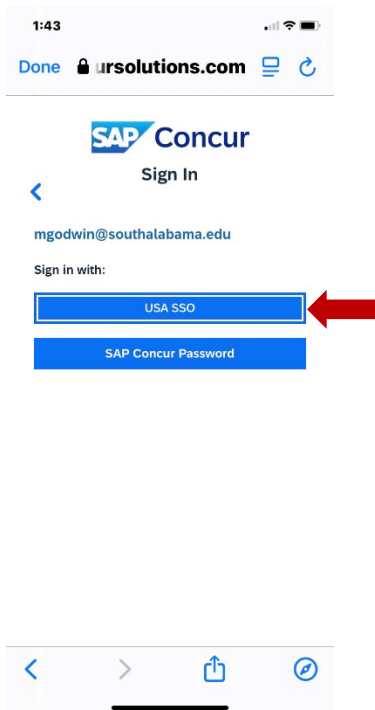 1:43
Done ursolutions.com
SAP Concur
Sign In
mgodwin@southalabama.edu
Sign in with:
USA SSO
SAP Concur Password